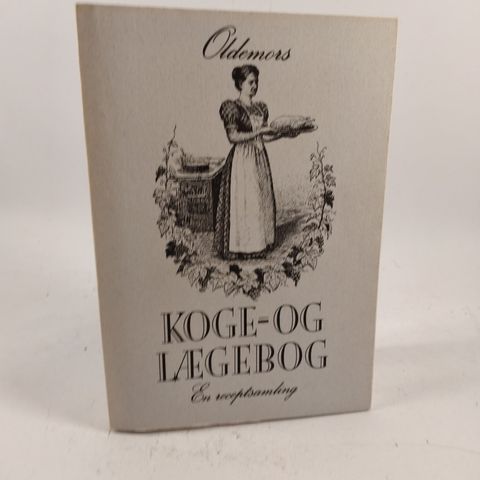 Oldemors
KOGE-OG
LÆGEBOG
En receptsamling